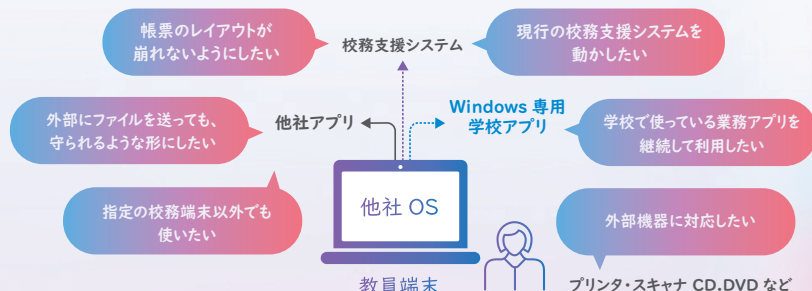 帳票のレイアウトが
崩れないようにしたい
校務支援システム
現行の校務支援システムを
動かしたい
外部にファイルを送っても、
守られるような形にしたい
他社アプリ
Windows 専用
学校アプリ
学校で使っている業務アプリを
継続して利用したい
指定の校務端末以外でも
使いたい
他社 OS
外部機器に対応したい
教員端末
プリンタ・スキャナ CD,DVD など